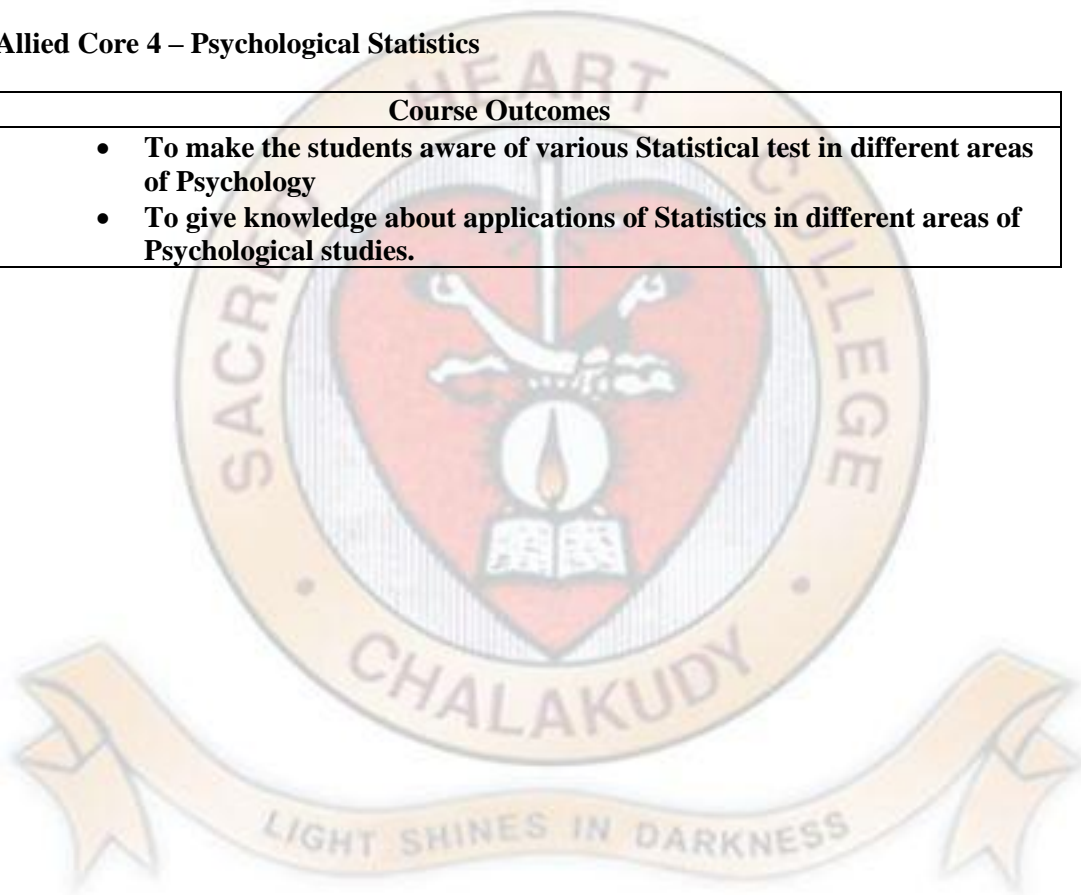 Allied Core 4 – Psychological Statistics
Course Outcomes
• To make the students aware of various Statistical test in different areas
of Psychology
• To give knowledge about applications of Statistics in different areas of
Psychological studies.
SACRED HEART COLLEGE
• CHALAKUDY •
LIGHT SHINES IN DARKNESS